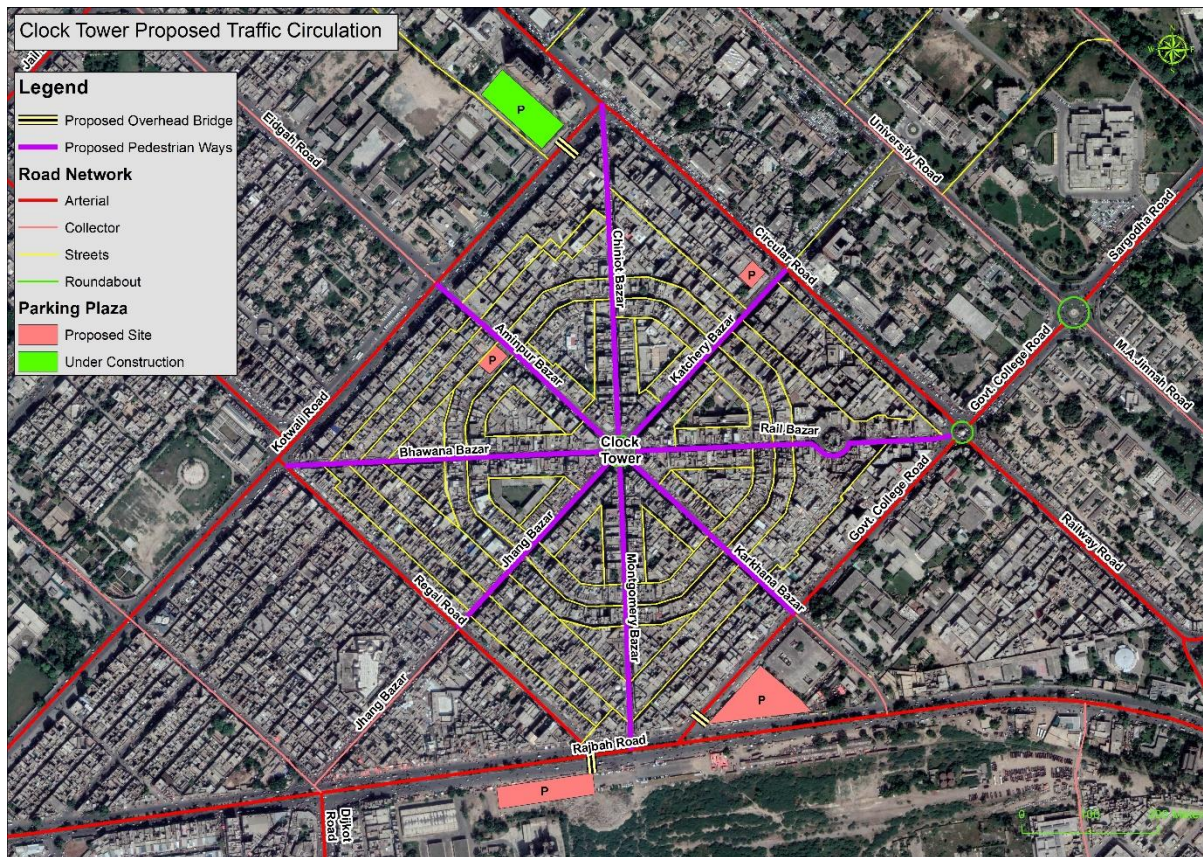 Clock Tower Proposed Traffic Circulation
Legend
Proposed Overhead Bridge
Proposed Pedestrian Ways
Road Network
Arterial
Collector
Streets
Roundabout
Parking Plaza
Proposed Site
Under Construction
Eidgah Road
P
University Road
Sargodha Road
Circular Road
Chiniot Bazar
P
Katchery Bazar
Aminpur Bazar
P
Govt. College Road
M.A.Jinnah Road
Kotwali Road
Bhawana Bazar
Clock
Tower
Rail Bazar
Govt. College Road
Railway Road
Jhang Bazar
Karkhana Bazar
Montgomery Bazar
Regal Road
Jhang Bazar
P
Rajbah Road
P
Dijkot
Road
N
W
E
S
0